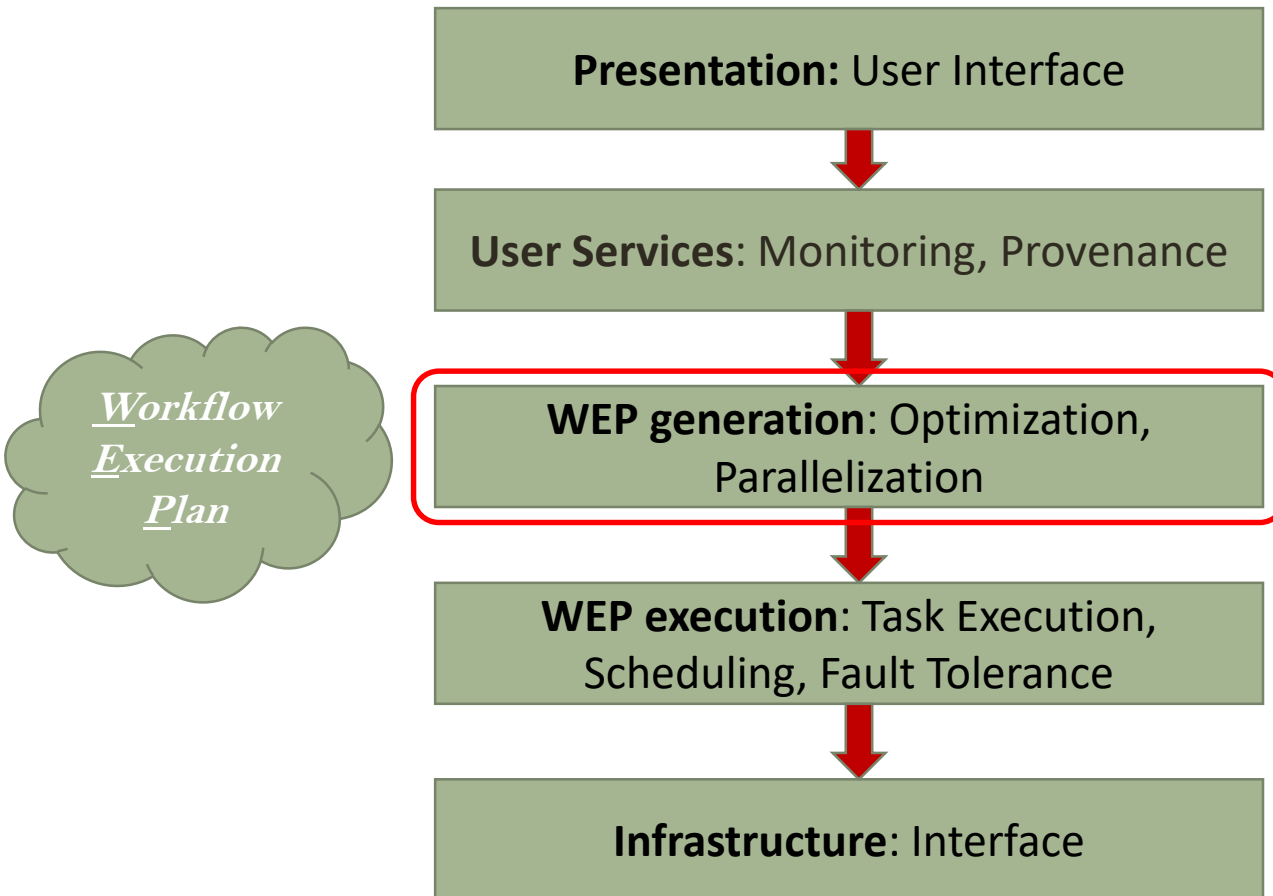 Presentation: User Interface
User Services: Monitoring, Provenance
Workflow
Execution
Plan
WEP generation: Optimization,
Parallelization
WEP execution: Task Execution,
Scheduling, Fault Tolerance
Infrastructure: Interface